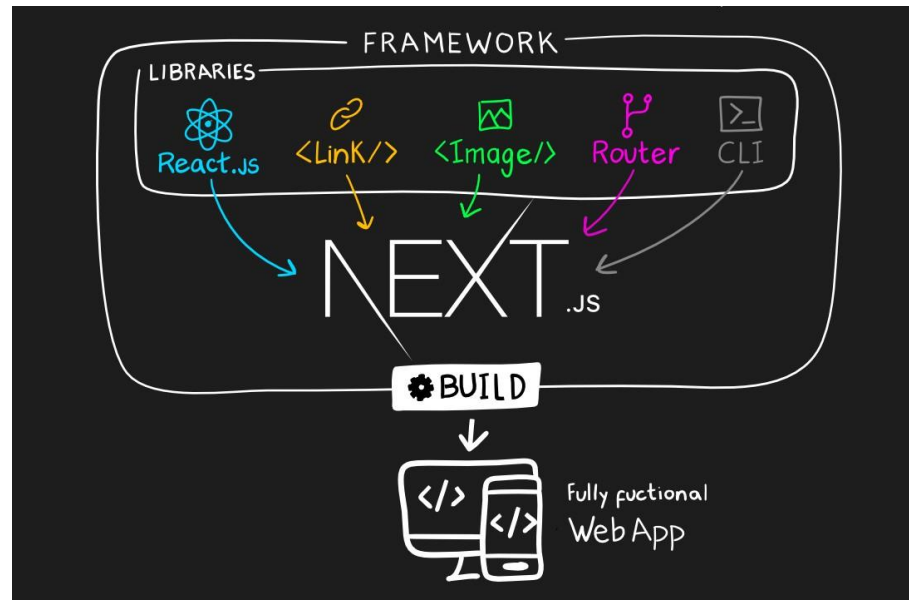 FRAMEWORK
LIBRARIES
React.js
<Link/>
<Image/>
Router
CLI
NEXT.JS
BUILD
</>
</>
Fully fuctional
Web App